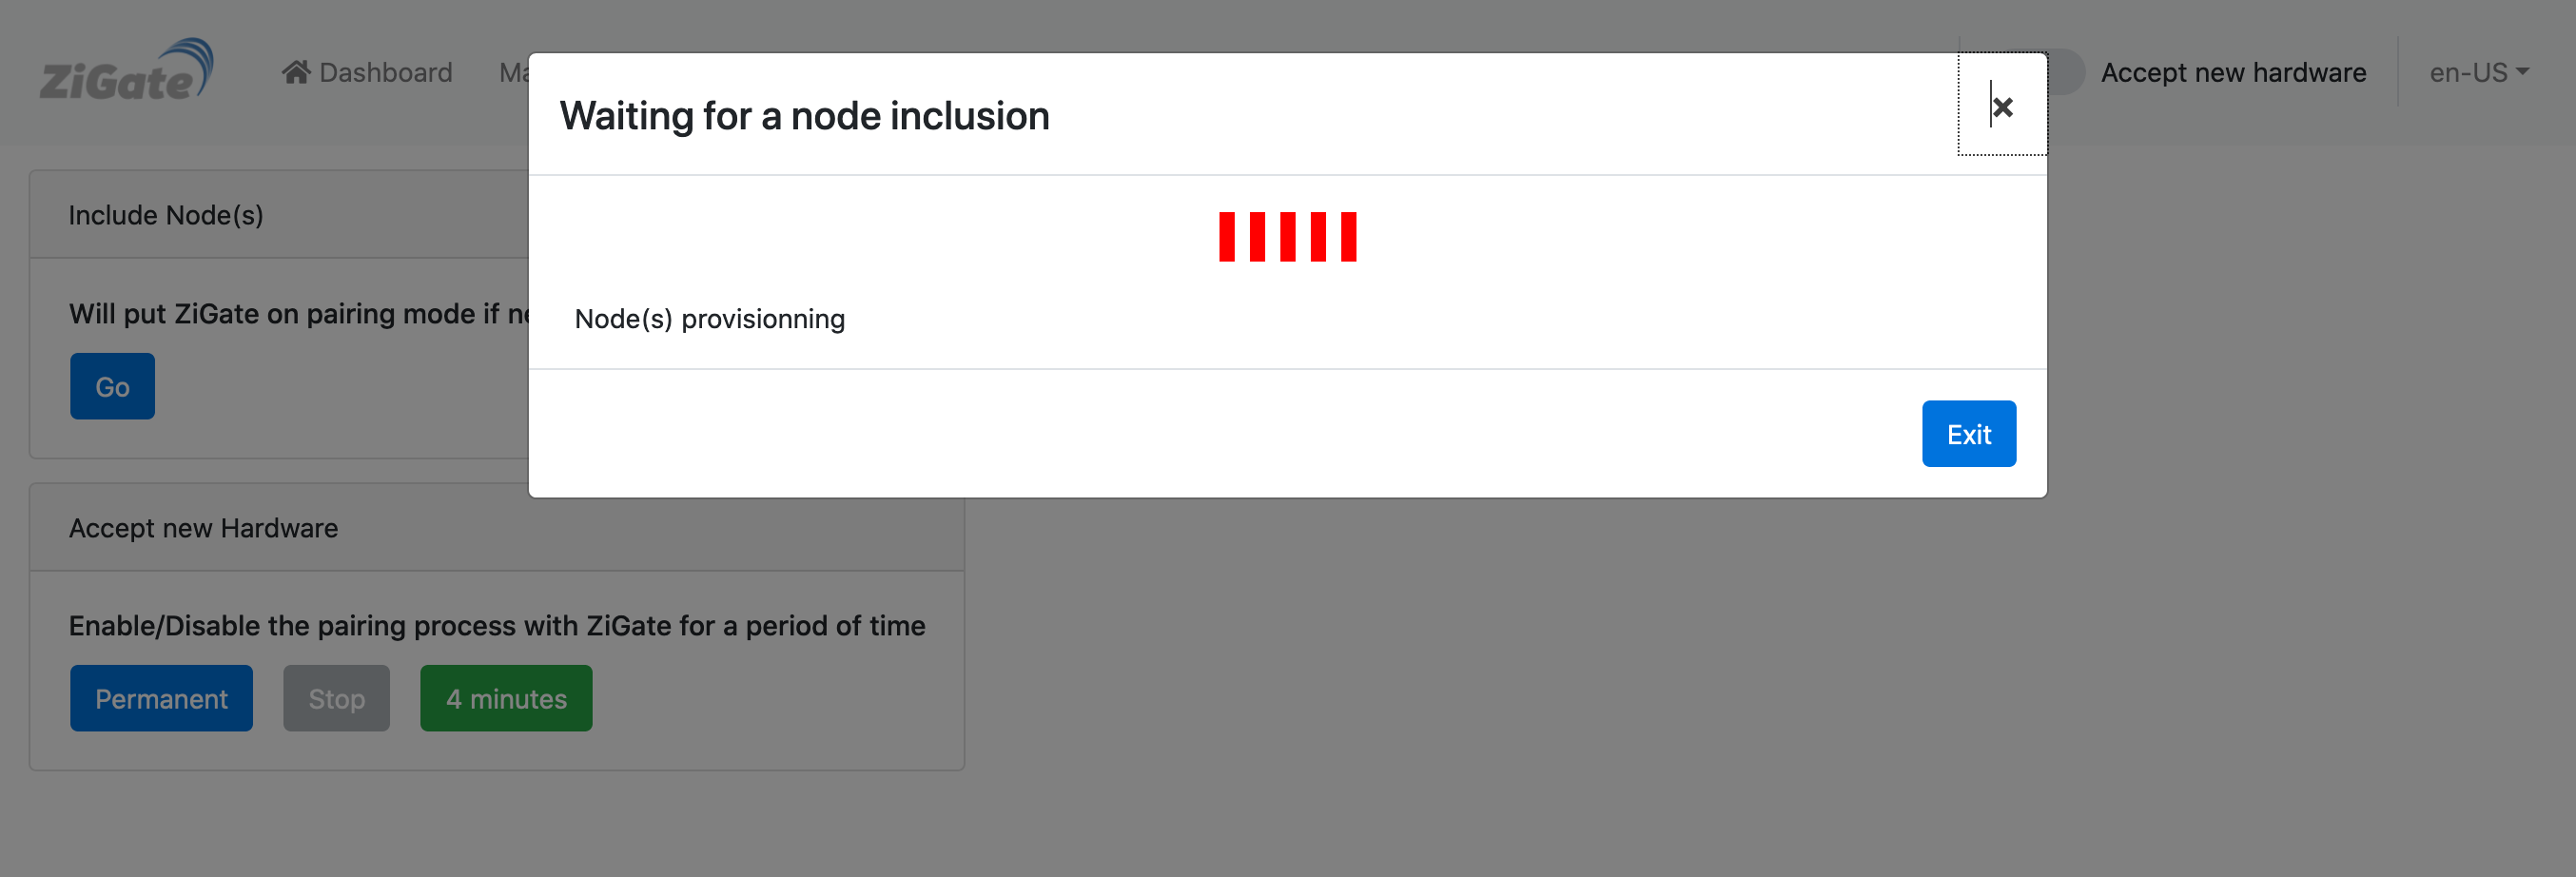 ZiGate Dashboard Ma Accept new hardware en-US
Waiting for a node inclusion ×
Include Node(s)
Will put ZiGate on pairing mode if ne
Node(s) provisionning
Go
Exit
Accept new Hardware
Enable/Disable the pairing process with ZiGate for a period of time
Permanent Stop 4 minutes